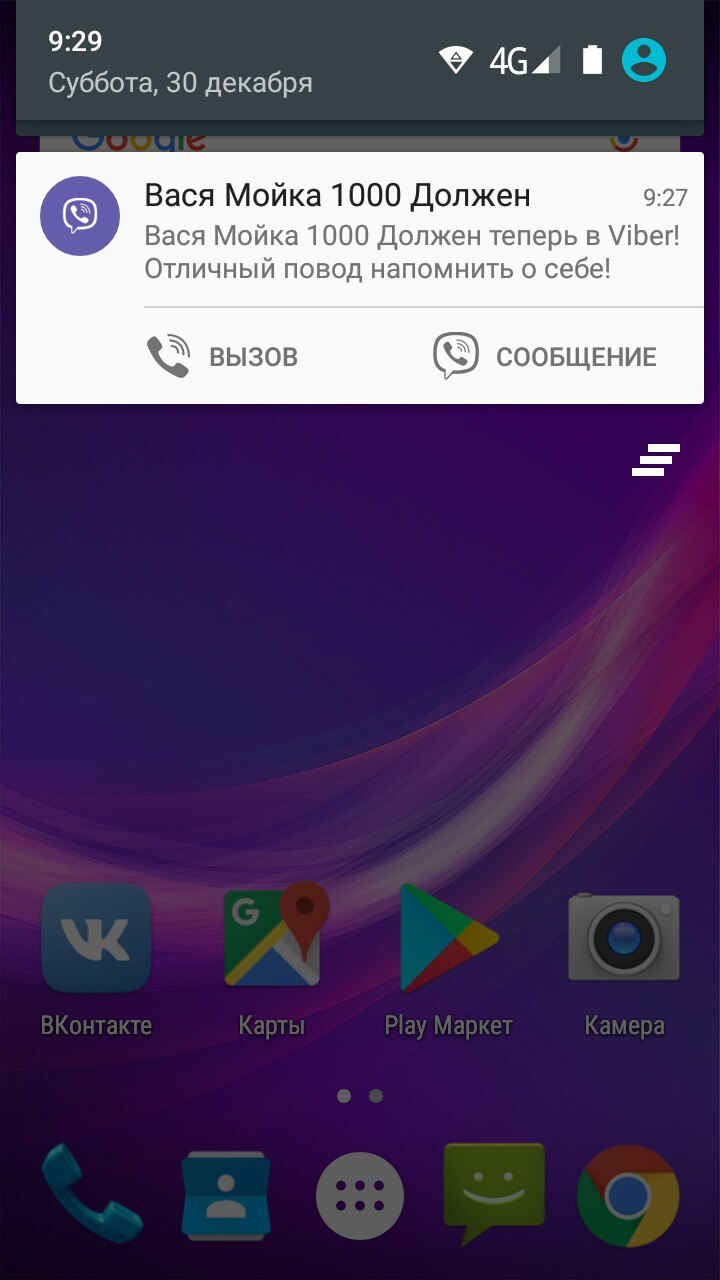 9:29
4G
Суббота, 30 декабря
Google
Вася Мойка 1000 Должен 9:27
Вася Мойка 1000 Должен теперь в Viber!
Отличный повод напомнить о себе!
ВЫЗОВ СООБЩЕНИЕ
G
ВКонтакте Карты Play Маркет Камера